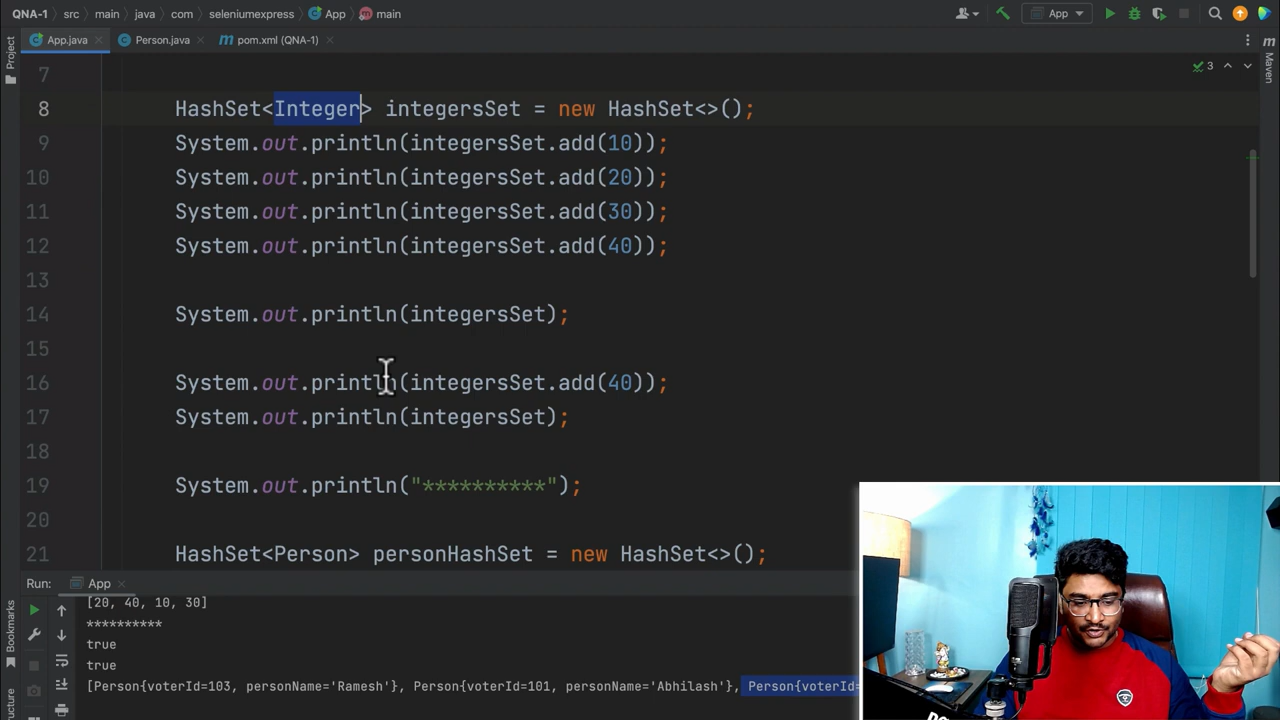 QNA-1 src main java com seleniumexpress App main App
Project App.java Person.java pom.xml (QNA-1) Maven
7
3
8 HashSet<Integer> integersSet = new HashSet<>();
9 System.out.println(integersSet.add(10));
10 System.out.println(integersSet.add(20));
11 System.out.println(integersSet.add(30));
12 System.out.println(integersSet.add(40));
13
14 System.out.println(integersSet);
15
16 System.out.println(integersSet.add(40));
17 System.out.println(integersSet);
18
19 System.out.println("**********");
20
21 HashSet<Person> personHashSet = new HashSet<>();
Run: App
Bookmarks
[20, 40, 10, 30]
**********
true
true
[Person{voterId=103, personName='Ramesh'}, Person{voterId=101, personName='Abhilash'}, Person{voterId=